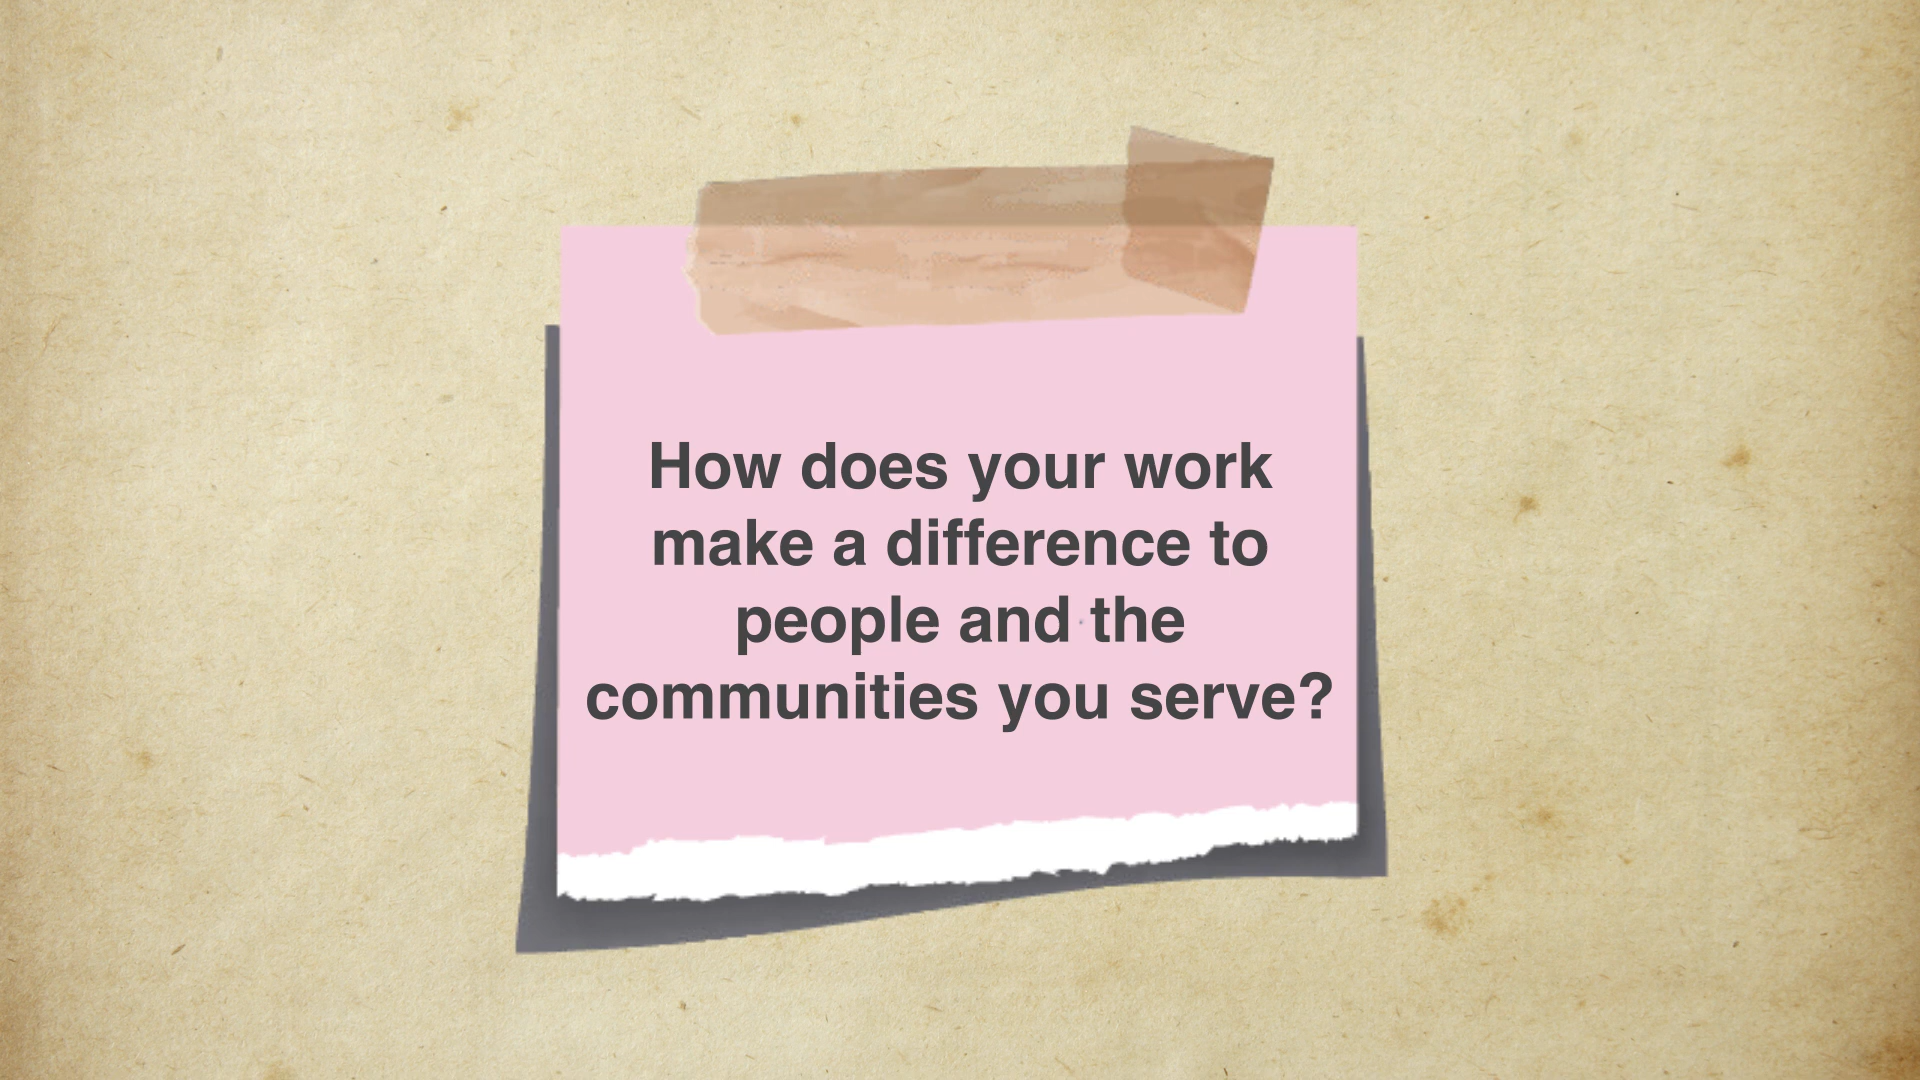 How does your work
make a difference to
people and the
communities you serve?